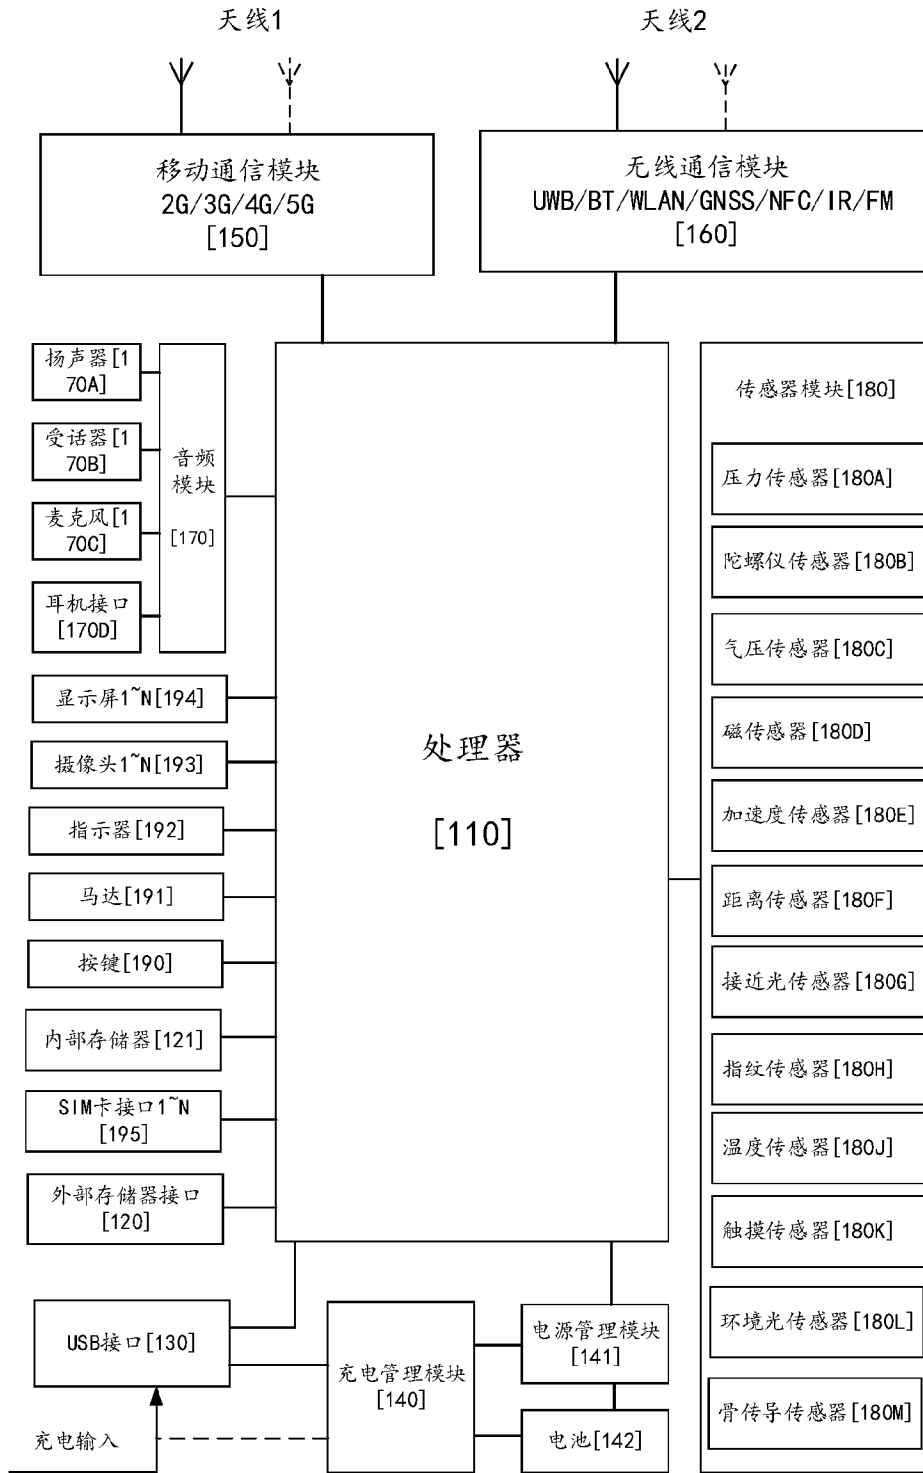 天线1
天线2
移动通信模块
2G/3G/4G/5G
[150]
无线通信模块
UWB/BT/WLAN/GNSS/NFC/IR/FM
[160]
扬声器[1
70A]
受话器[1
70B]
麦克风[1
70C]
耳机接口
[170D]
音频
模块
[170]
显示屏1~N[194]
摄像头1~N[193]
指示器[192]
马达[191]
按键[190]
内部存储器[121]
SIM卡接口1~N
[195]
外部存储器接口
[120]
处理器
[110]
传感器模块[180]
压力传感器[180A]
陀螺仪传感器[180B]
气压传感器[180C]
磁传感器[180D]
加速度传感器[180E]
距离传感器[180F]
接近光传感器[180G]
指纹传感器[180H]
温度传感器[180J]
触摸传感器[180K]
环境光传感器[180L]
骨传导传感器[180M]
USB接口[130]
充电输入
充电管理模块
[140]
电源管理模块
[141]
电池[142]